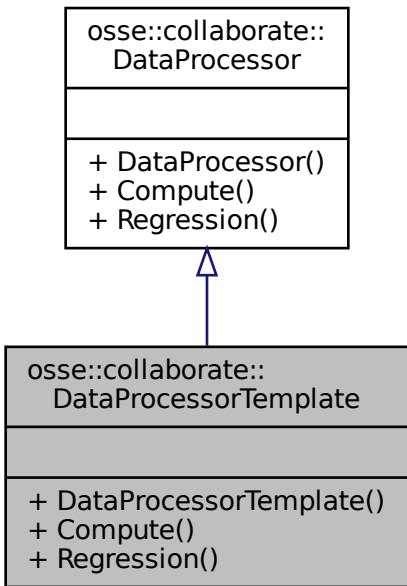 osse::collaborate::
DataProcessor
+ DataProcessor()
+ Compute()
+ Regression()
osse::collaborate::
DataProcessorTemplate
+ DataProcessorTemplate()
+ Compute()
+ Regression()